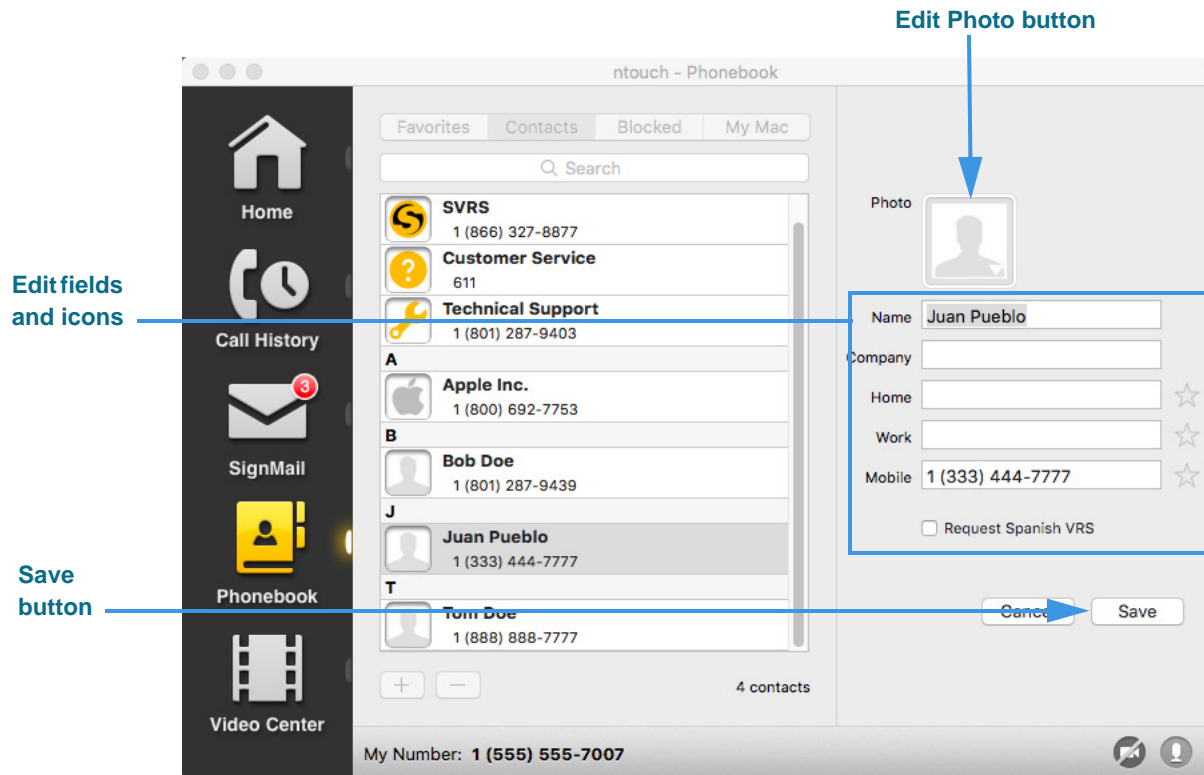 Edit Photo button
ntouch - Phonebook
Favorites Contacts Blocked My Mac
Search
Home
Call History
3
SignMail
Phonebook
Video Center
Edit fields
and icons
Save
button
SVRS
1 (866) 327-8877
?
Customer Service
611
Technical Support
1 (801) 287-9403
A
Apple Inc.
1 (800) 692-7753
B
Bob Doe
1 (801) 287-9439
J
Juan Pueblo
1 (333) 444-7777
T
Tom Doe
1 (888) 888-7777
+ −
4 contacts
Photo
Name Juan Pueblo
Company
Home
Work
Mobile 1 (333) 444-7777
Request Spanish VRS
Cancel Save
My Number: 1 (555) 555-7007